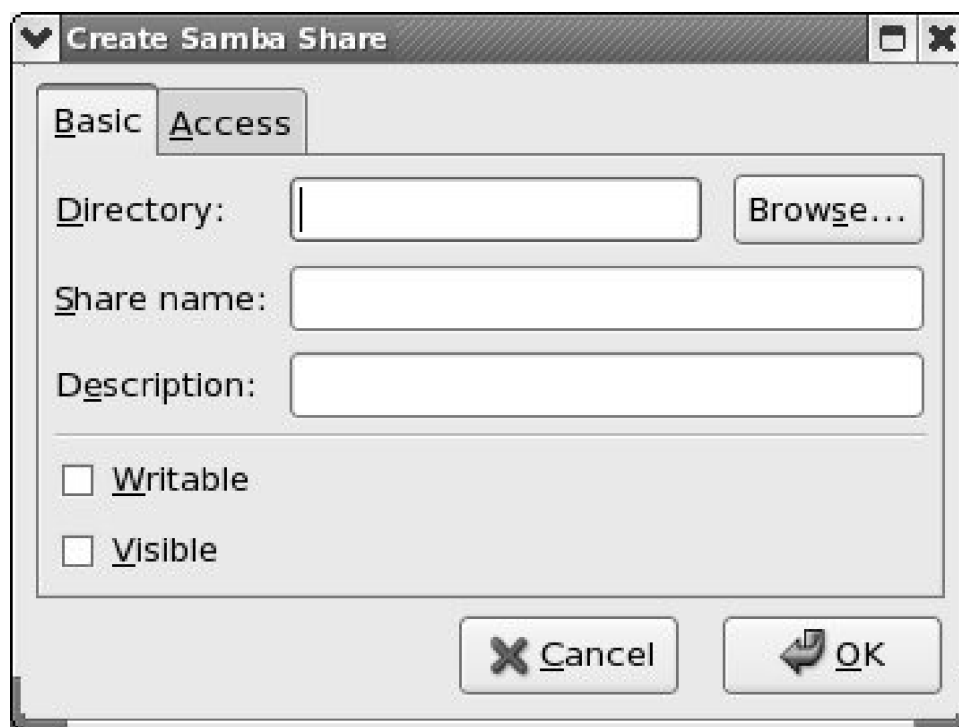 Create Samba Share
Basic
Access
Directory:
Browse...
Share name:
Description:
Writable
Visible
Cancel
OK